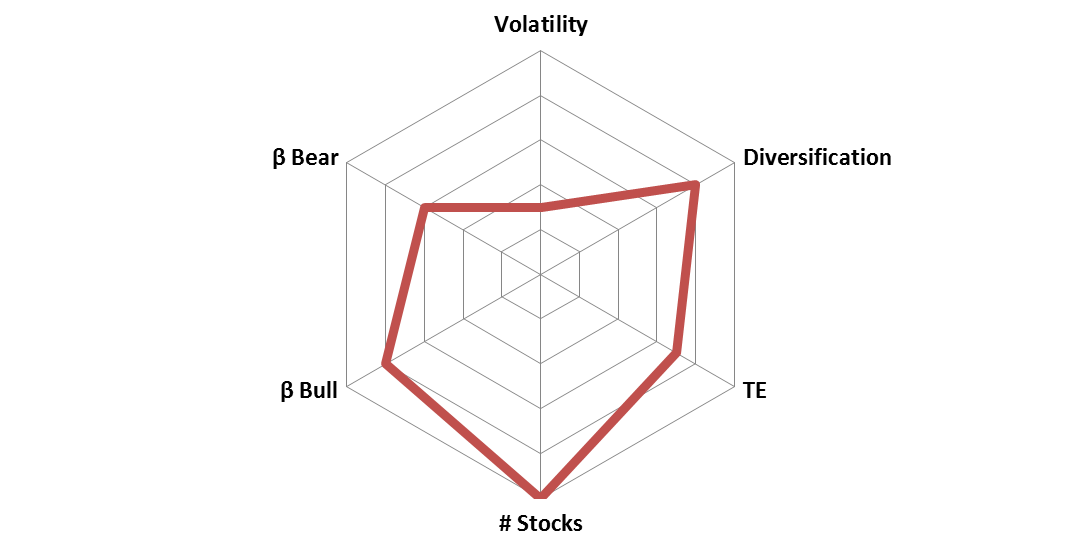 Volatility
β Bear
Diversification
β Bull
TE
# Stocks